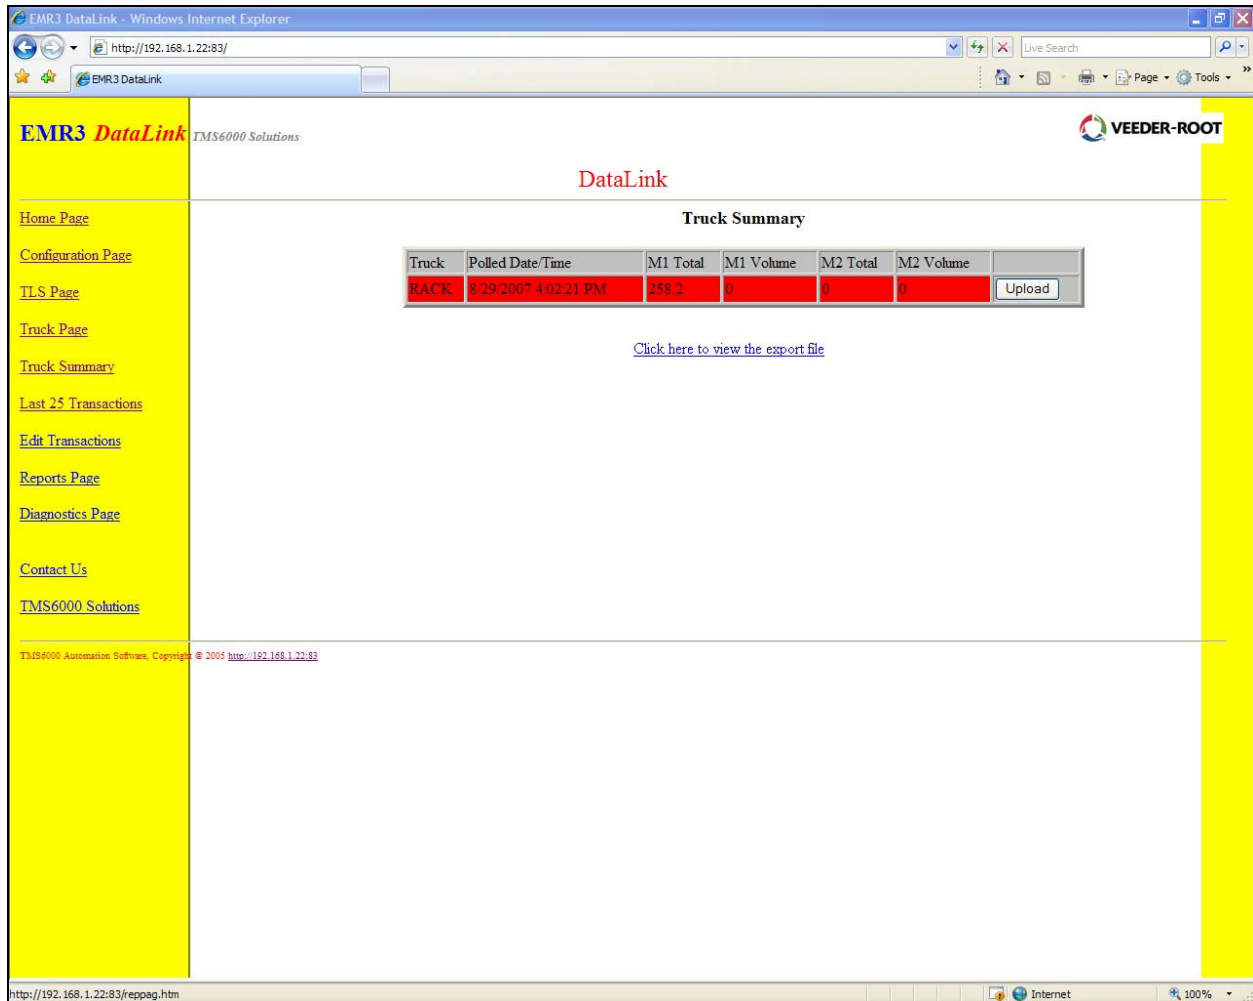 EMR3 DataLink - Windows Internet Explorer
http://192.168.1.22:83/
Live Search
EMR3 DataLink
Page
Tools
EMR3 DataLink TMS6000 Solutions
VEEDER-ROOT
DataLink
Home Page
Configuration Page
TLS Page
Truck Page
Truck Summary
Last 25 Transactions
Edit Transactions
Reports Page
Diagnostics Page
Contact Us
TMS6000 Solutions
Truck Summary
Truck Polled Date/Time M1 Total M1 Volume M2 Total M2 Volume
RACK 8/29/2007 4:02:21 PM 258.2 0 0 0 Upload
Click here to view the export file
TMS6000 Automation Software, Copyright © 2005 http://192.168.1.22:83
http://192.168.1.22:83/reppag.htm
Internet
100%